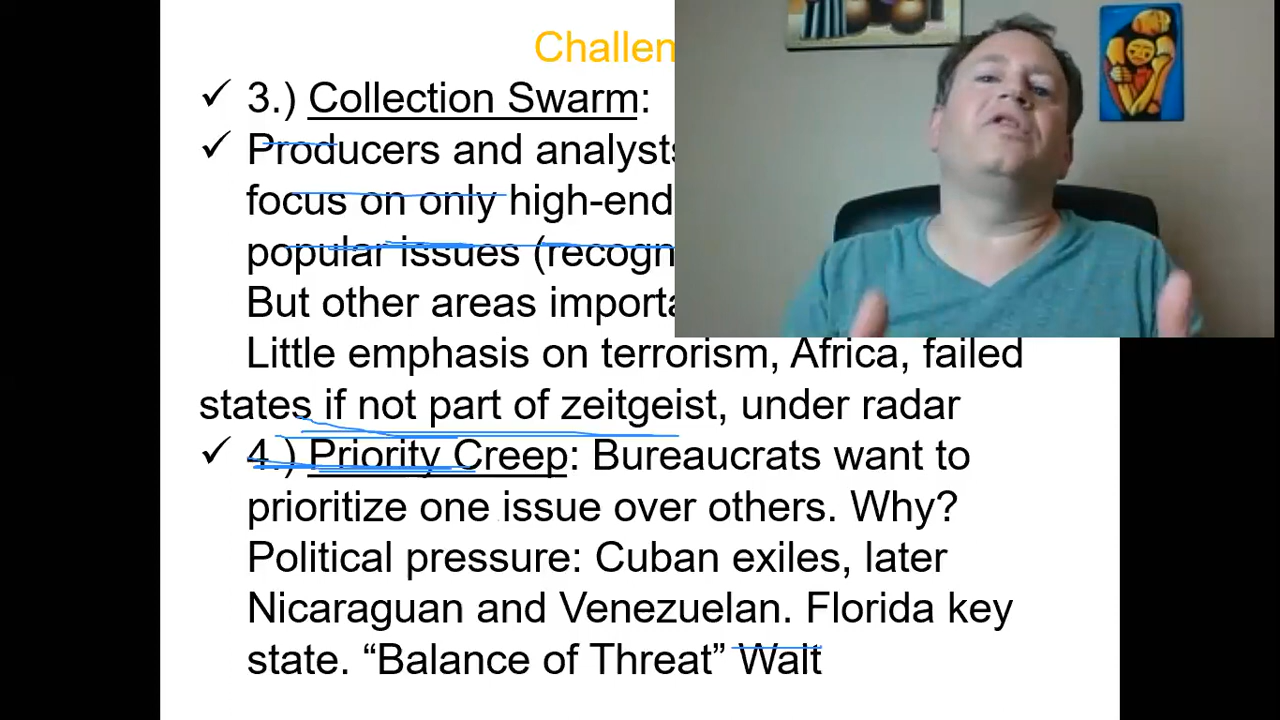 ✓ 3.) Collection Swarm:
✓ Producers and analysts
focus on only high-end
popular issues (recogn
But other areas importa
Little emphasis on terrorism, Africa, failed
states if not part of zeitgeist, under radar
✓ 4.) Priority Creep: Bureaucrats want to
prioritize one issue over others. Why?
Political pressure: Cuban exiles, later
Nicaraguan and Venezuelan. Florida key
state. “Balance of Threat” Walt